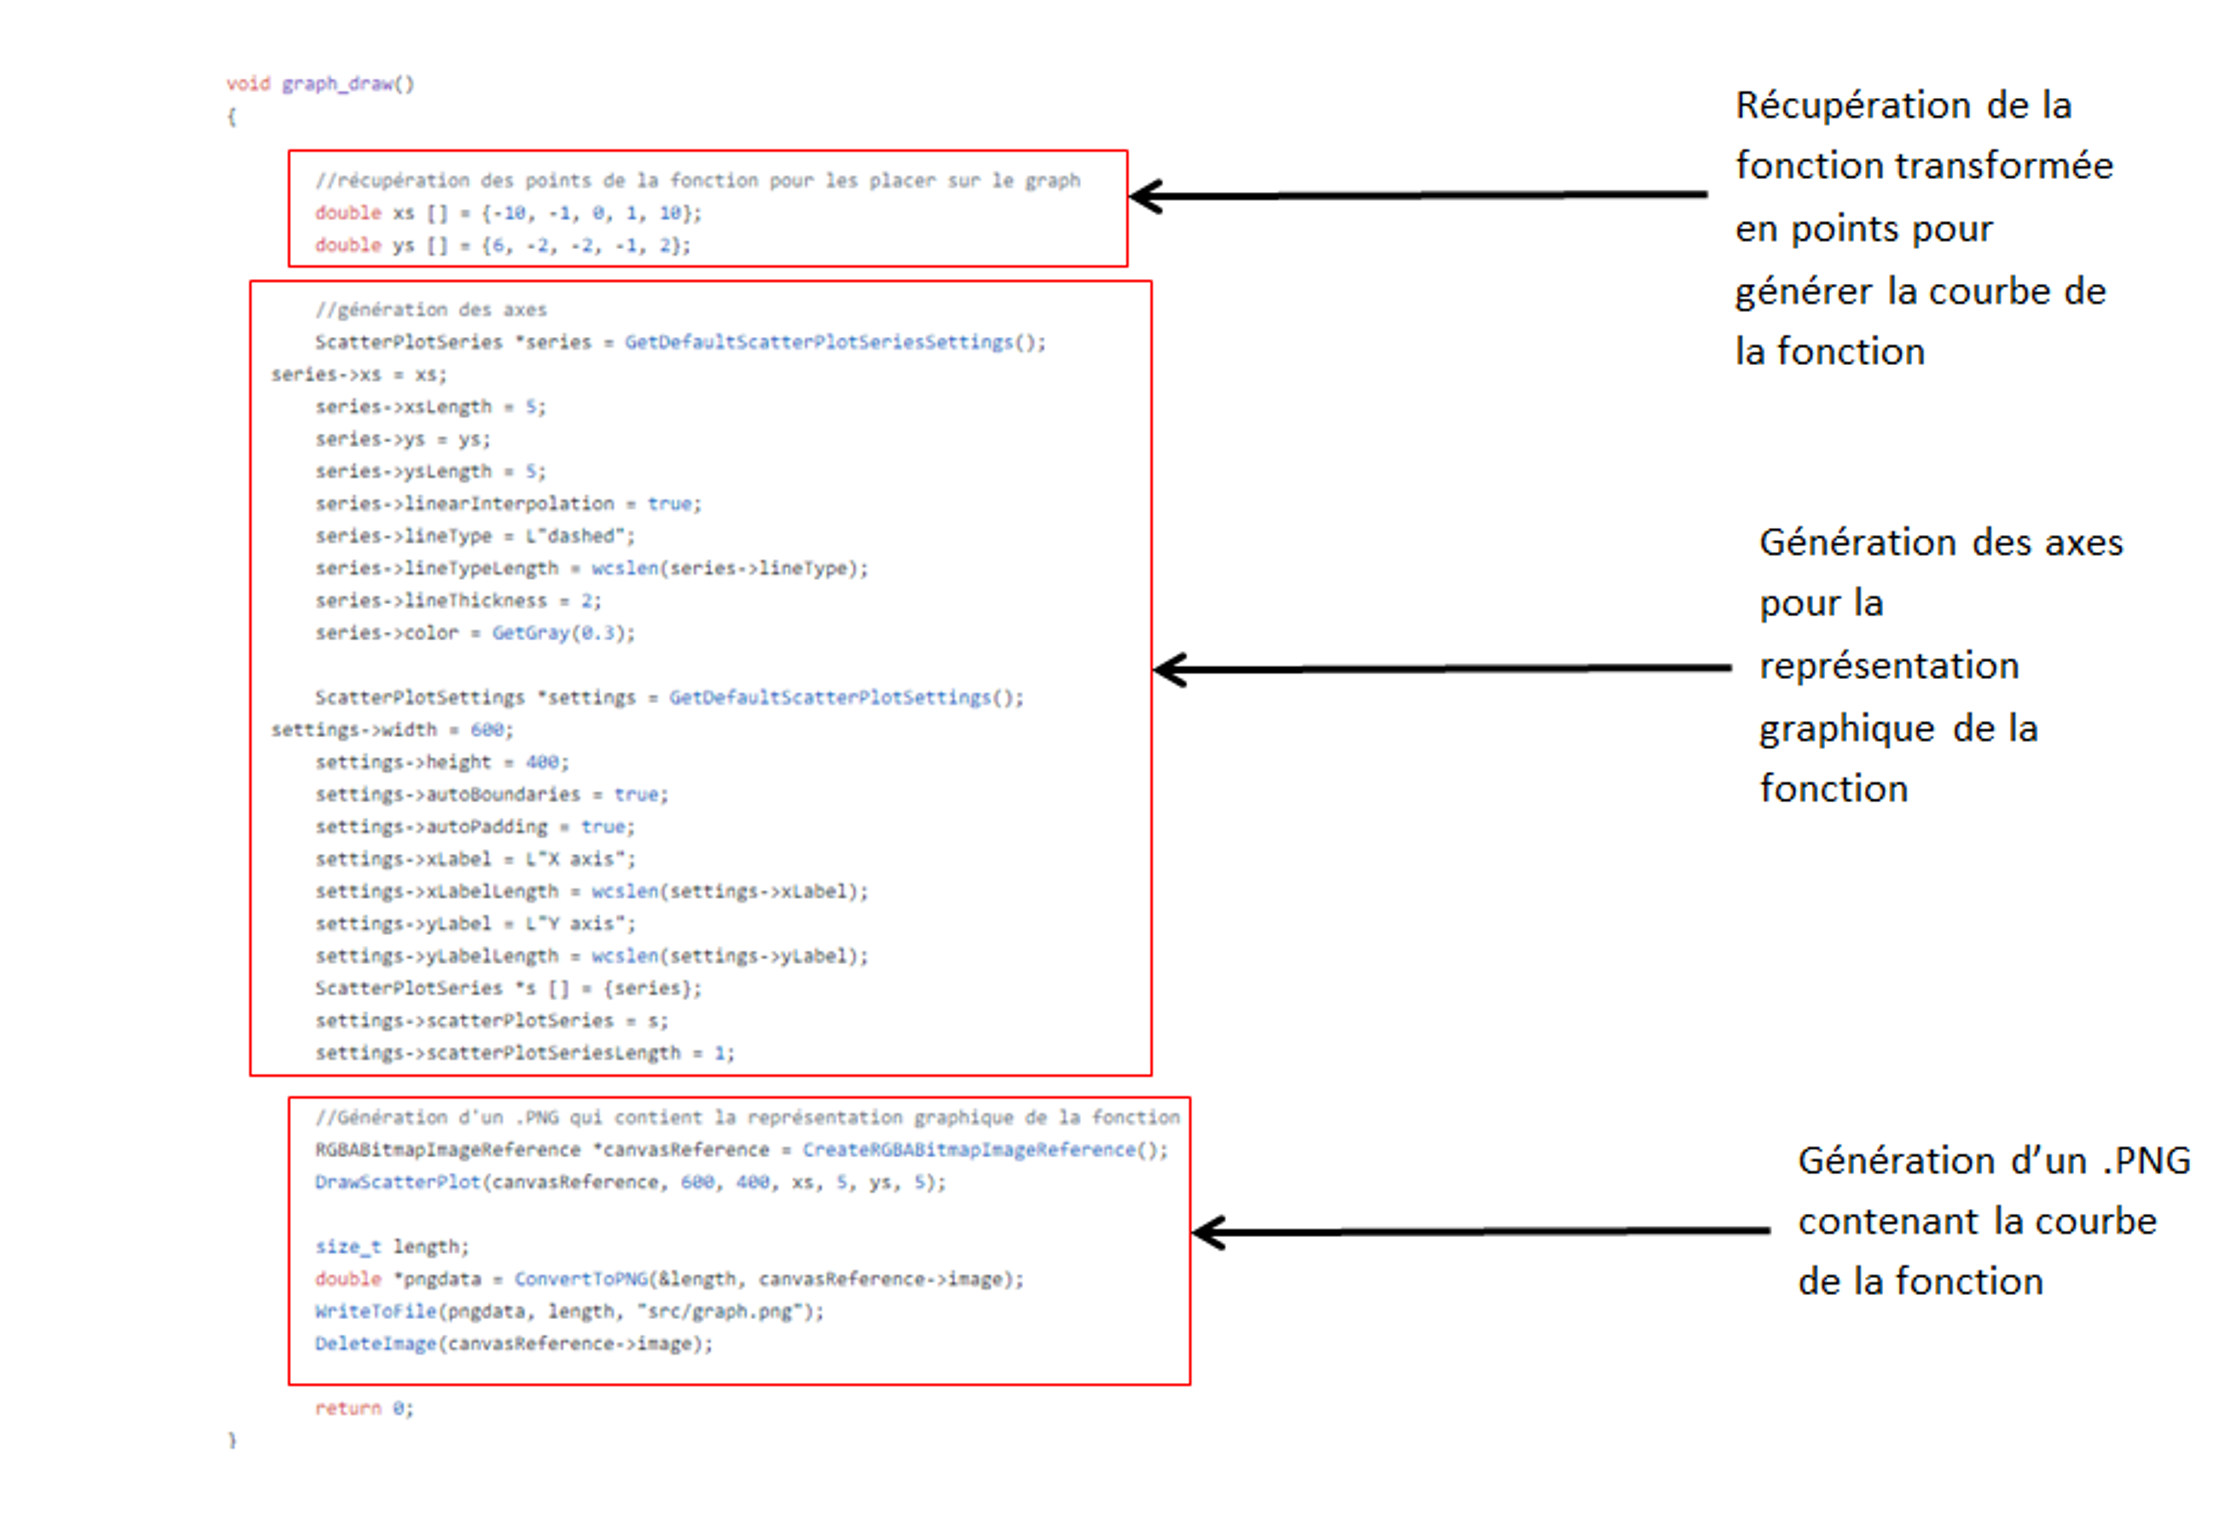 void graph_draw()
{
//récupération des points de la fonction pour les placer sur le graph
double xs [] = {-10, -1, 0, 1, 10};
double ys [] = {6, -2, -2, -1, 2};
Récupération de la
fonction transformée
en points pour
générer la courbe de
la fonction
//génération des axes
ScatterPlotSeries *series = GetDefaultScatterPlotSeriesSettings();
series->xs = xs;
series->xsLength = 5;
series->ys = ys;
series->ysLength = 5;
series->linearInterpolation = true;
series->lineType = L"dashed";
series->lineTypeLength = wcslen(series->lineType);
series->lineThickness = 2;
series->color = GetGray(0.3);
ScatterPlotSettings *settings = GetDefaultScatterPlotSettings();
settings->width = 600;
settings->height = 400;
settings->autoBoundaries = true;
settings->autoPadding = true;
settings->xLabel = L"X axis";
settings->xLabelLength = wcslen(settings->xLabel);
settings->yLabel = L"Y axis";
settings->yLabelLength = wcslen(settings->yLabel);
ScatterPlotSeries *s [] = {series};
settings->scatterPlotSeries = s;
settings->scatterPlotSeriesLength = 1;
Génération des axes
pour la
représentation
graphique de la
fonction
//Génération d'un .PNG qui contient la représentation graphique de la fonction
RGBABitmapImageReference *canvasReference = CreateRGBABitmapImageReference();
DrawScatterPlot(canvasReference, 600, 400, xs, 5, ys, 5);
size_t length;
double *pngdata = ConvertToPNG(&length, canvasReference->image);
WriteToFile(pngdata, length, "src/graph.png");
DeleteImage(canvasReference->image);
Génération d’un .PNG
contenant la courbe
de la fonction
return 0;
}